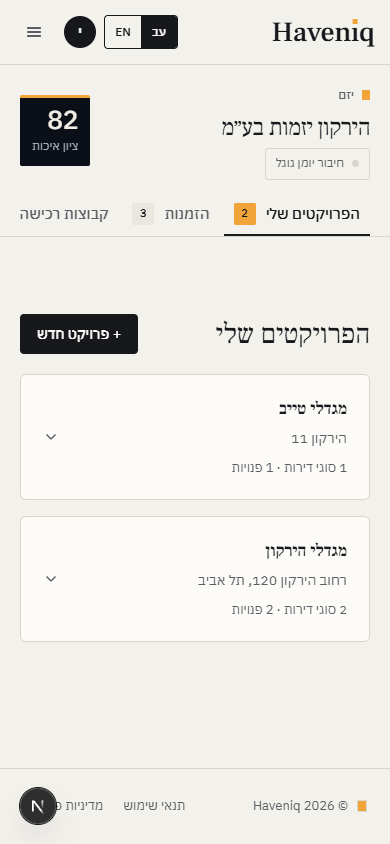 Haveniq
עב
EN
י
יזם
הירקון יזמות בע״מ
חיבור יומן גוגל
82
ציון איכות
הפרויקטים שלי 2
הזמנות 3
קבוצות רכישה
הפרויקטים שלי
+ פרויקט חדש
מגדלי טייב
הירקון 11
1 סוגי דירות · 1 פנויות
מגדלי הירקון
רחוב הירקון 120, תל אביב
2 סוגי דירות · 2 פנויות
© 2026 Haveniq
תנאי שימוש
מדיניות
N